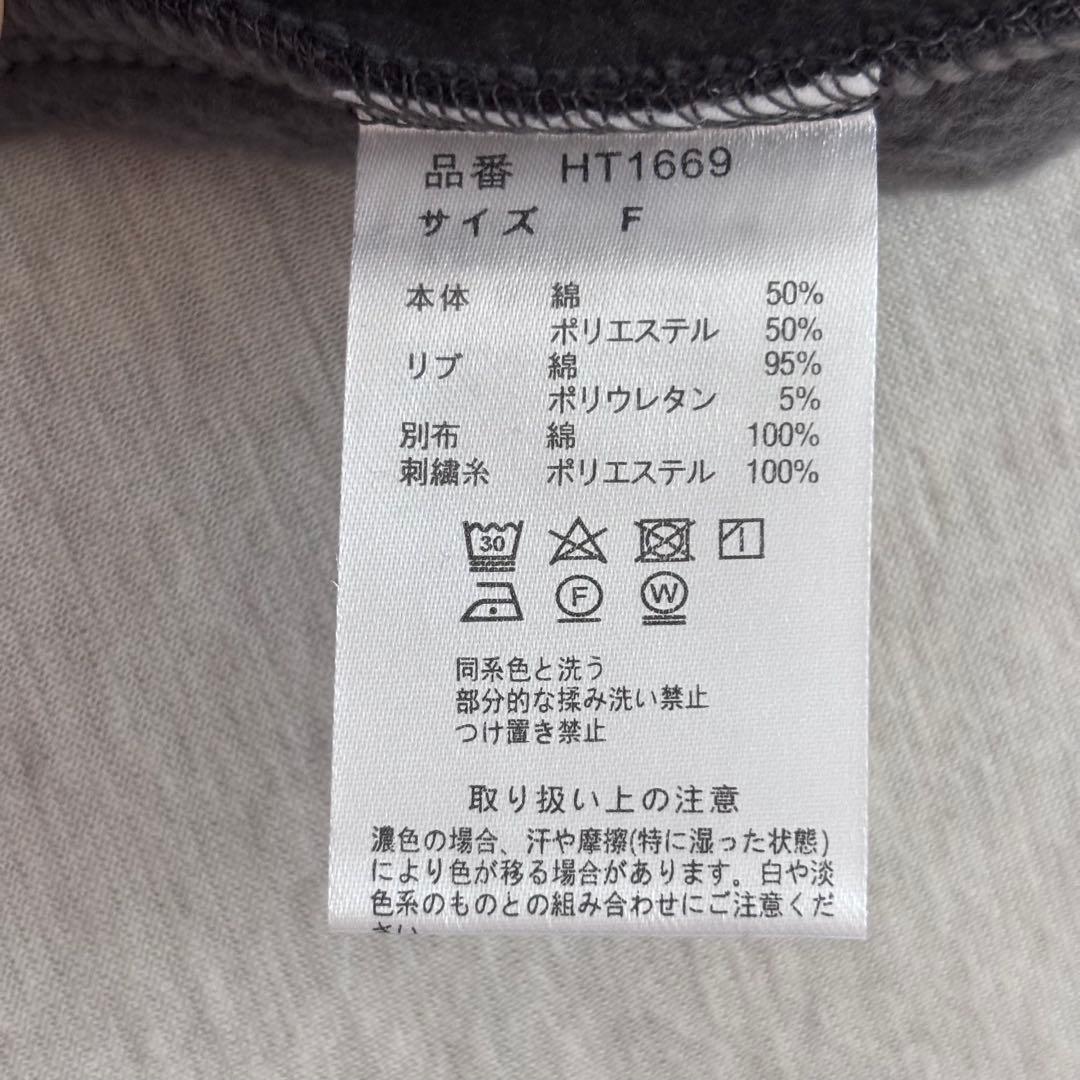 品番 HT1669
サイズ F
本体 綿 50%
ポリエステル 50%
リブ 綿 95%
ポリウレタン 5%
別布 綿 100%
刺繍糸 ポリエステル 100%
30
F W
同系色と洗う
部分的な揉み洗い禁止
つけ置き禁止
取り扱い上の注意
濃色の場合、汗や摩擦(特に湿った状態)
により色が移る場合があります。白や淡
色系のものとの組み合わせにご注意くだ
さい